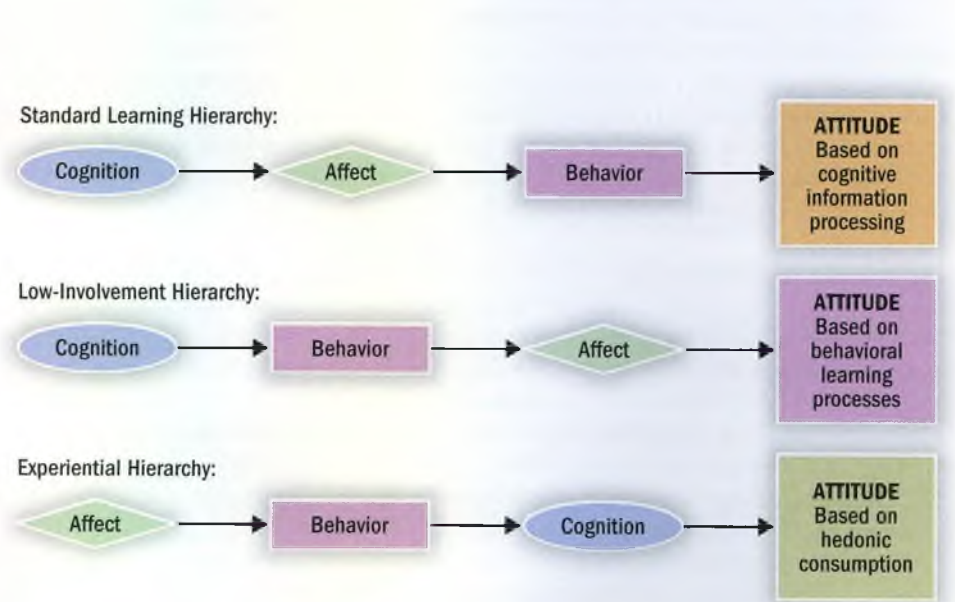 Standard Learning Hierarchy:
Cognition
Affect
Behavior
ATTITUDE
Based on
cognitive
information
processing
Low-Involvement Hierarchy:
Cognition
Behavior
Affect
ATTITUDE
Based on
behavioral
learning
processes
Experiential Hierarchy:
Affect
Behavior
Cognition
ATTITUDE
Based on
hedonic
consumption